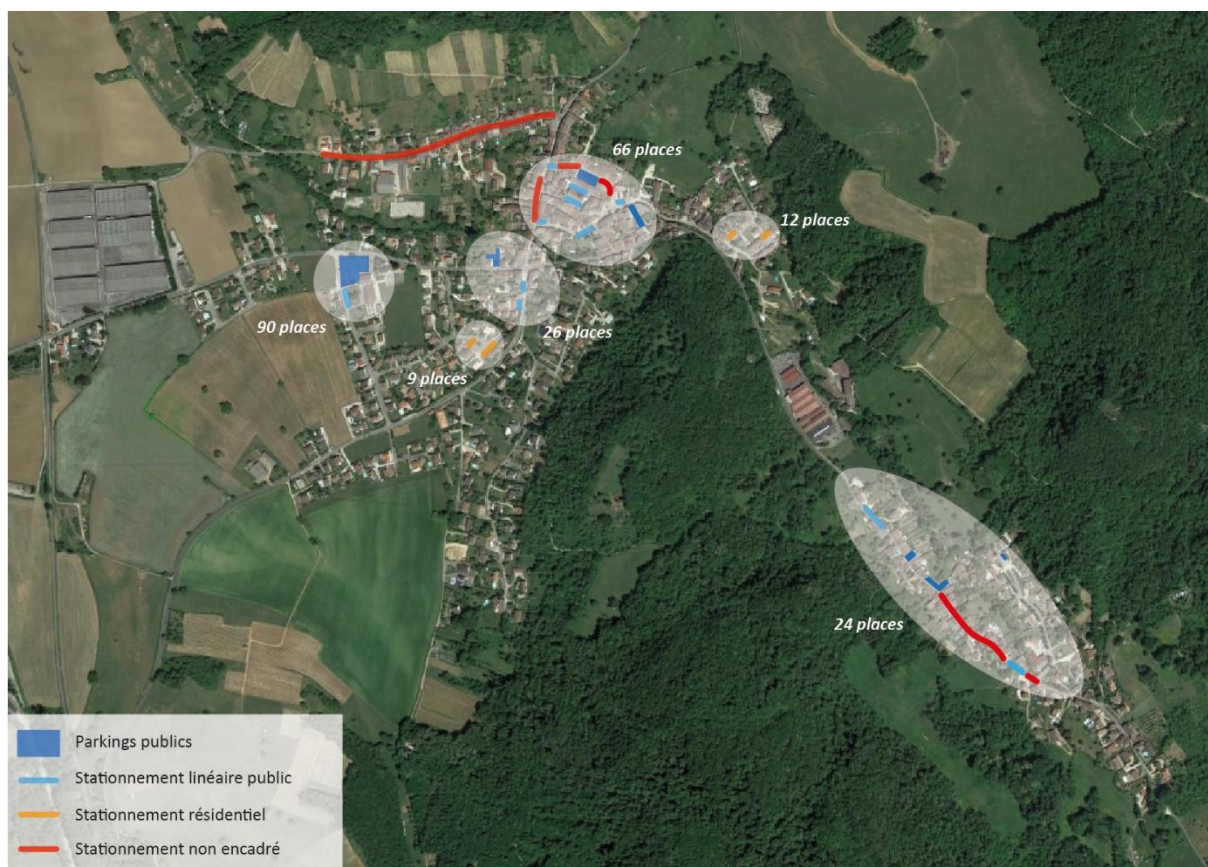 66 places
12 places
90 places
26 places
9 places
24 places
Parkings publics
Stationnement linéaire public
Stationnement résidentiel
Stationnement non encadré